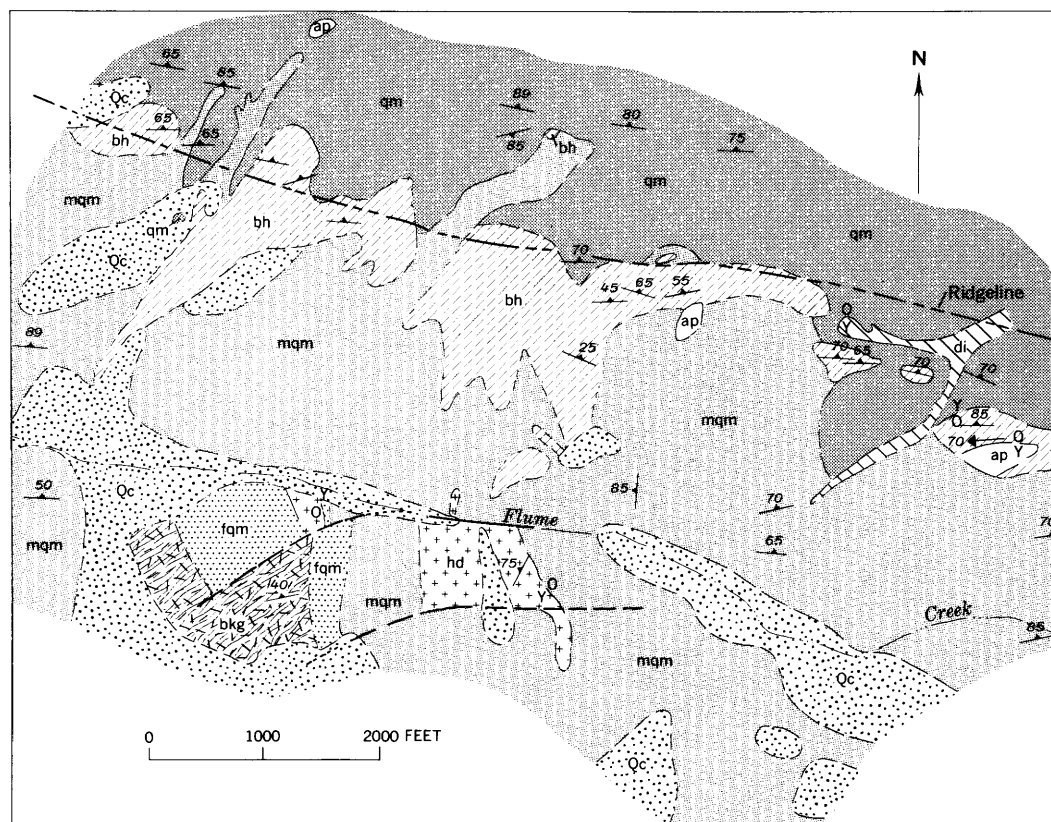 ap
65
85
N
Qc
qm
89
80
65
65
75
bh
85
bh
qm
mqm
qm
bh
qm
Qc
70
45
65
55
bh
Ridgeline
ap
O
Y
di
89
mqm
25
70
65
70
70
mqm
Y
O
85
70
O
Y
ap
Qc
50
85
70
70
Y
O
Flume
fqm
65
mqm
fqm
hd
75
40
O
Y
bkg
mqm
Creek
85
mqm
Qc
0 1000 2000 FEET
Qc